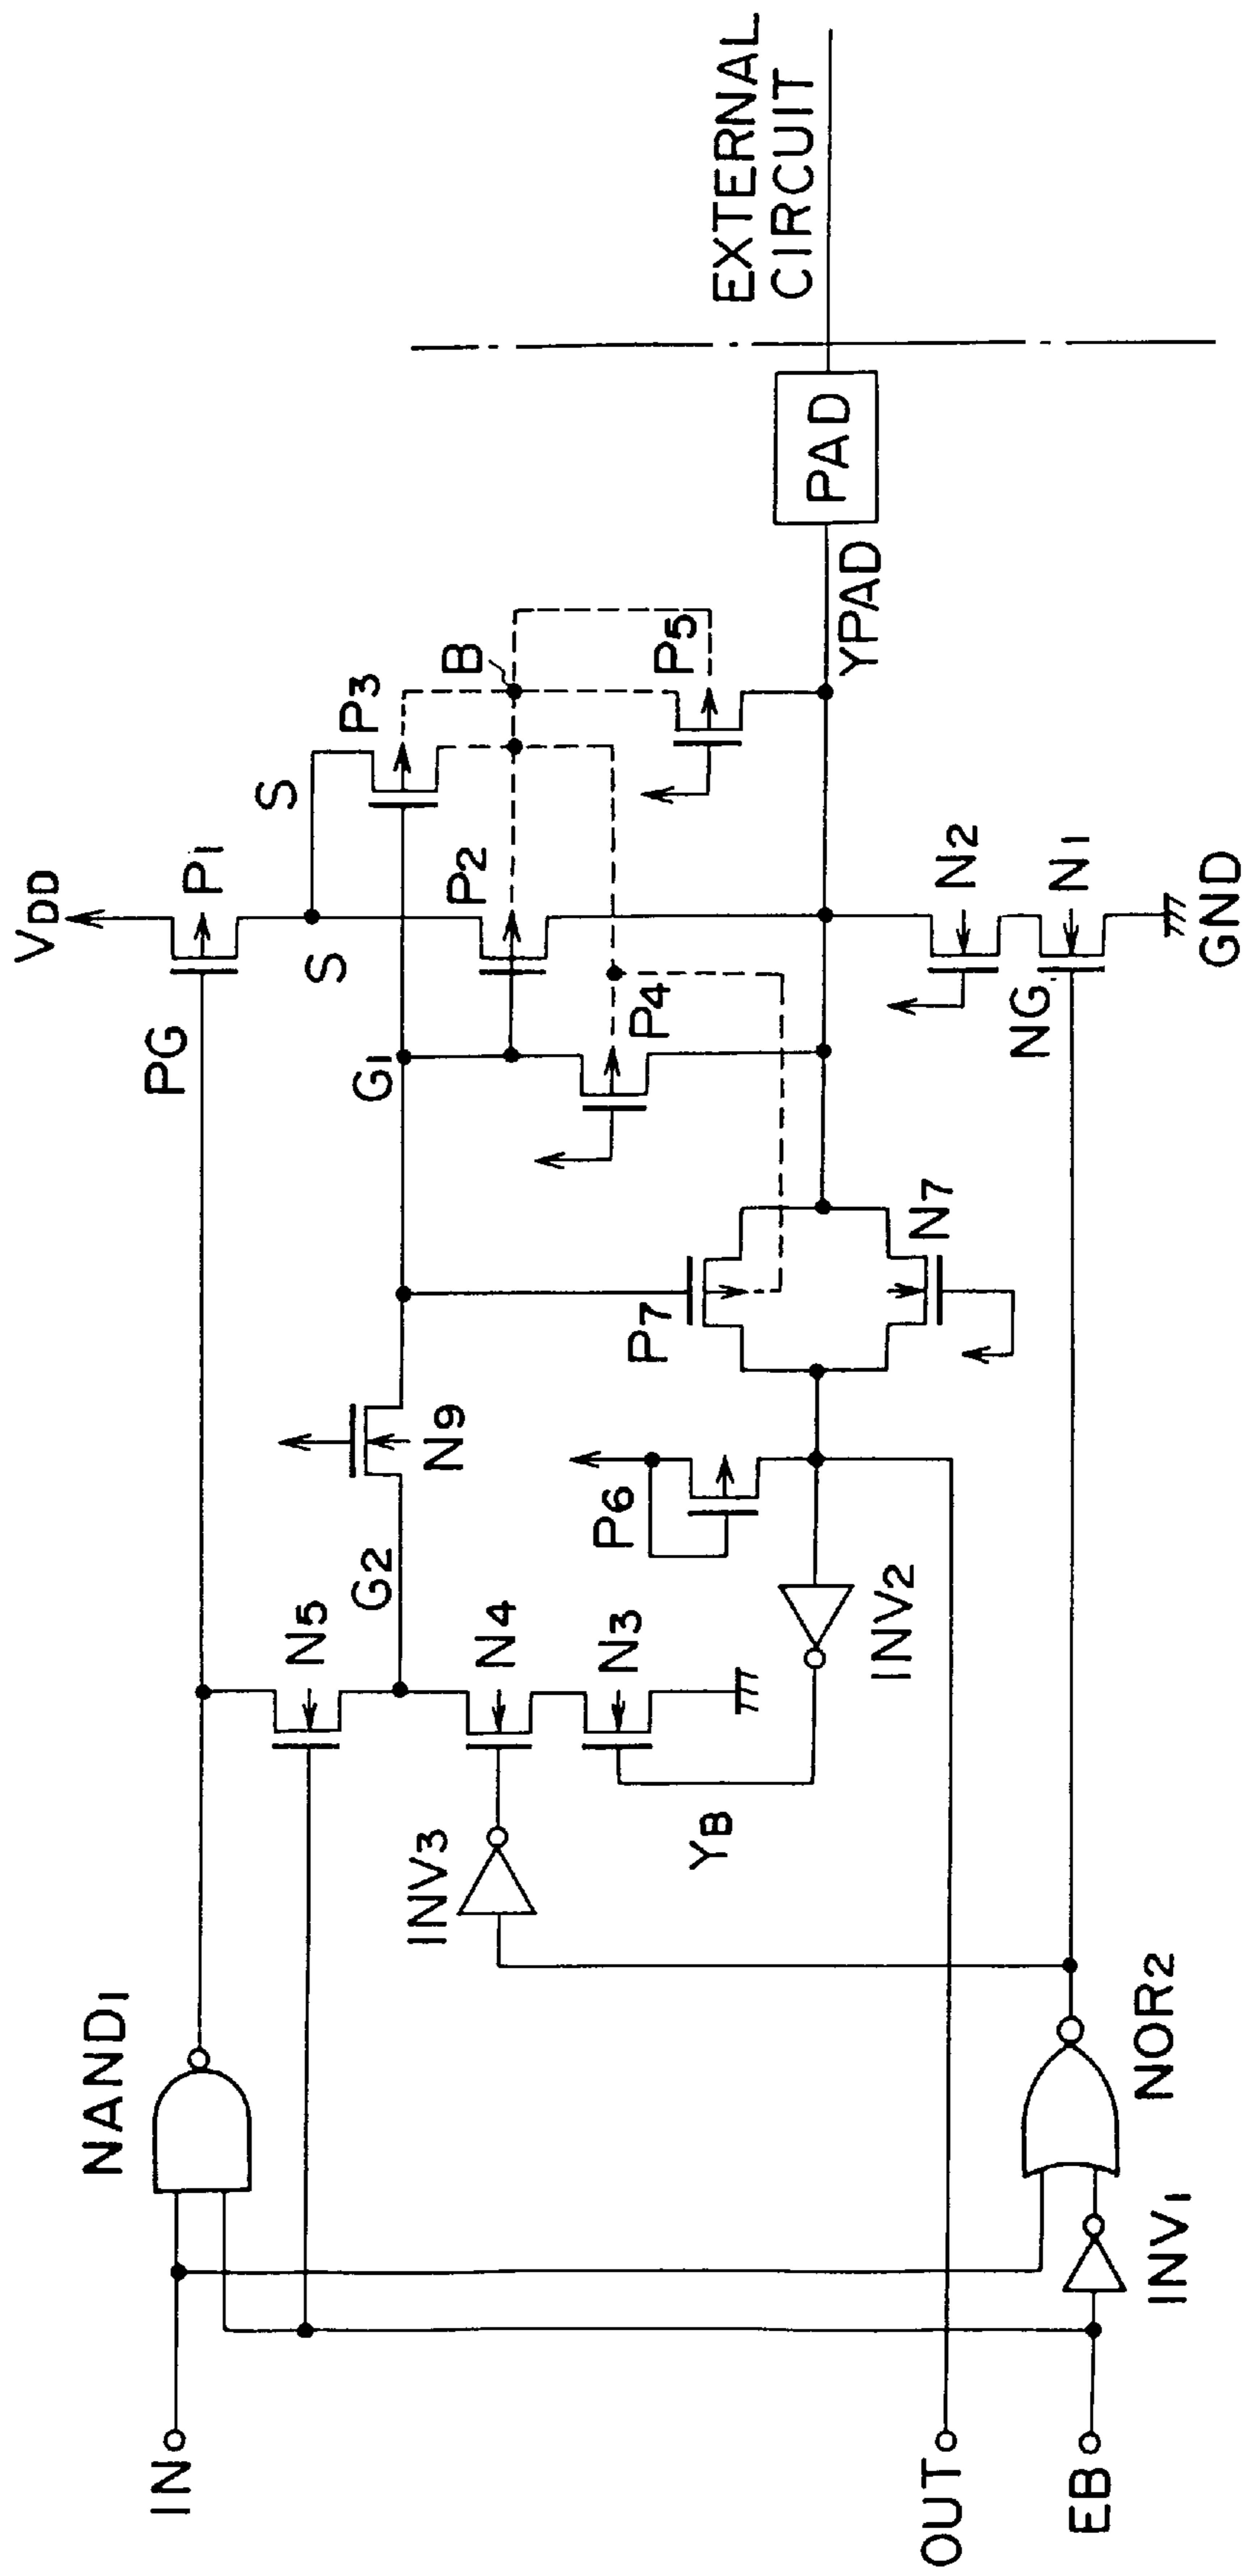 IN
OUT
EB
NAND1
INV1
NOR2
INV3
YB
INV2
N5
N4
N3
G2
P6
N9
P7
N7
PG
G1
P4
S
S
VDD
P1
P2
P3
B
P5
NG
N2
N1
GND
YPAD
PAD
EXTERNAL
CIRCUIT